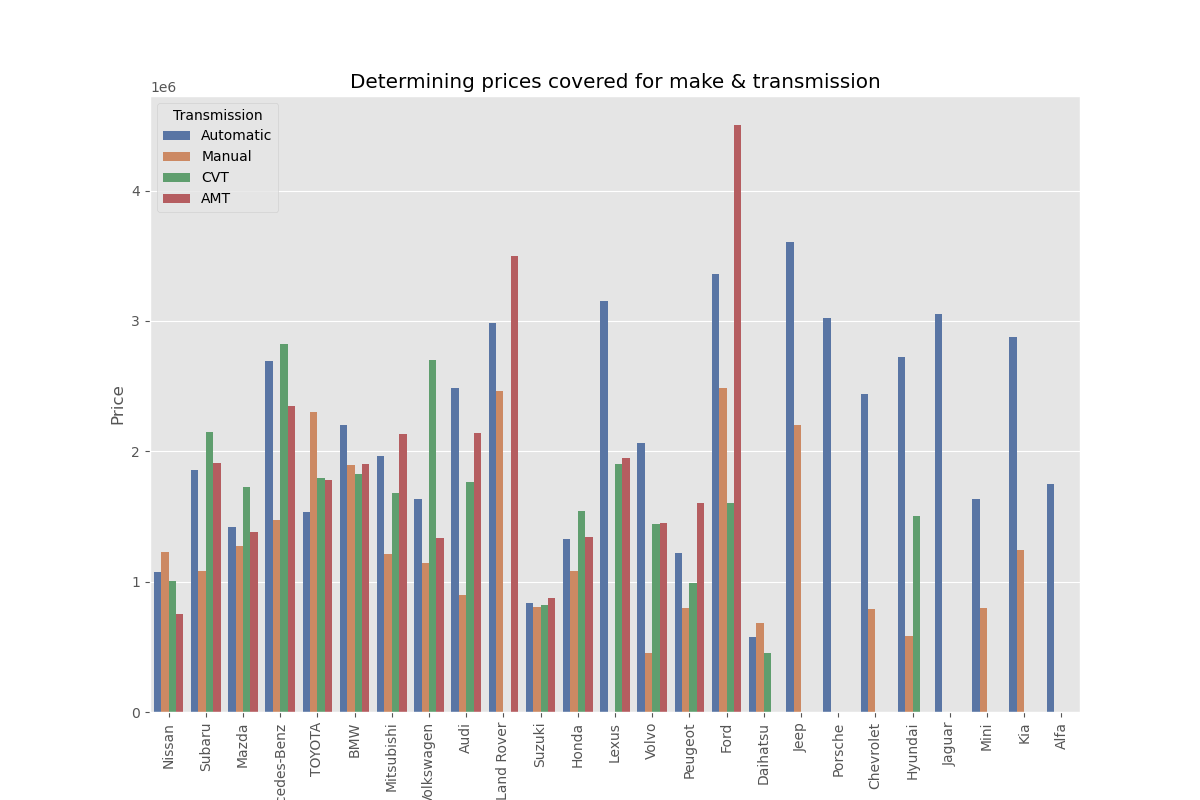 Determining prices covered for make & transmission
1e6
Transmission
Automatic
Manual
CVT
AMT
4
3
2
1
0
Price
Nissan
Subaru
Mazda
cedes-Benz
TOYOTA
BMW
Mitsubishi
Volkswagen
Audi
Land Rover
Suzuki
Honda
Lexus
Volvo
Peugeot
Ford
Daihatsu
Jeep
Porsche
Chevrolet
Hyundai
Jaguar
Mini
Kia
Alfa